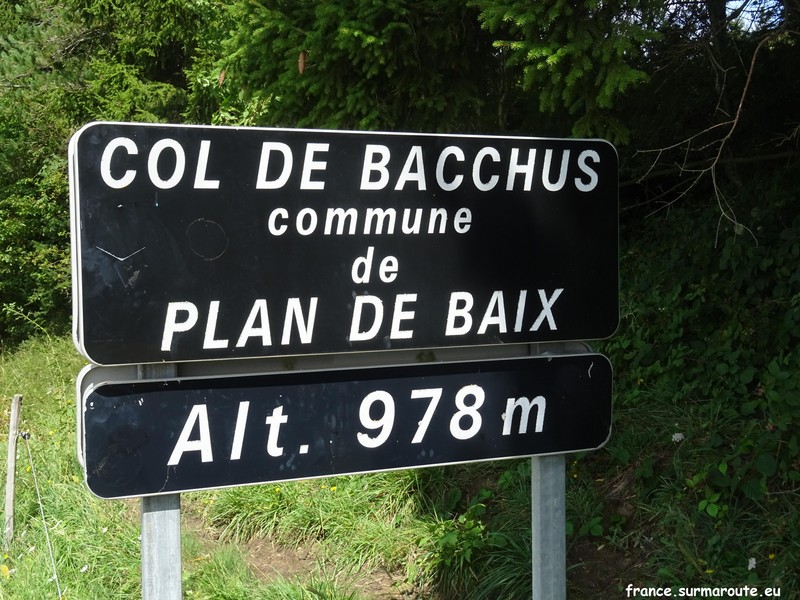 COL DE BACCHUS
commune
de
PLAN DE BAIX
Alt. 978 m
france.surmaroute.eu